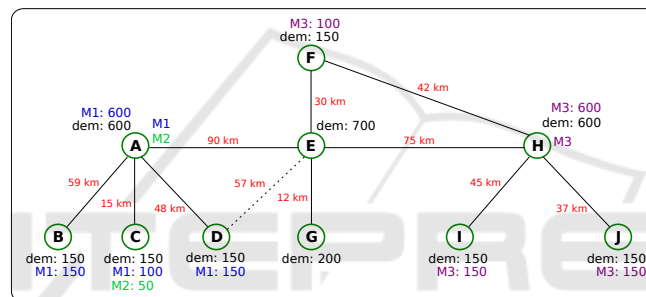 M3: 100
dem: 150
F
30 km
42 km
M1: 600
dem: 600
M1
M2
A
90 km
dem: 700
E
75 km
M3: 600
dem: 600
H
M3
59 km
15 km
48 km
57 km
12 km
45 km
37 km
B
C
D
G
I
J
dem: 150
M1: 150
dem: 150
M1: 100
M2: 50
dem: 150
M1: 150
dem: 200
dem: 150
M3: 150
dem: 150
M3: 150
ITEPRE